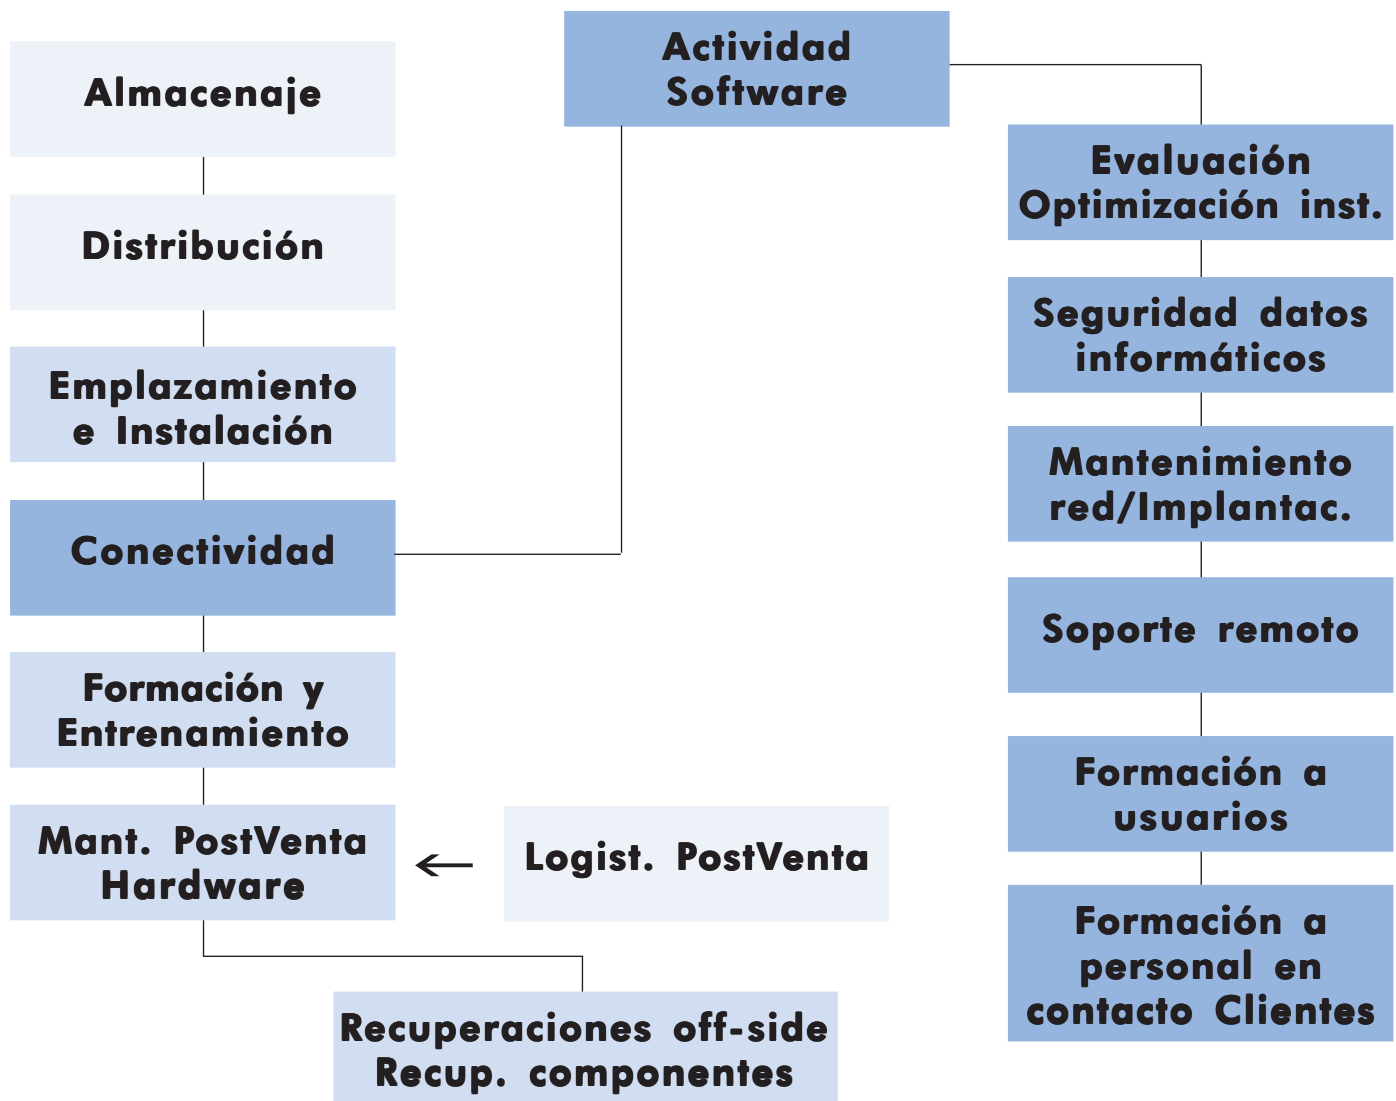 Almacenaje
Distribución
Emplazamiento
e Instalación
Conectividad
Formación y
Entrenamiento
Mant. PostVenta
Hardware
Logist. PostVenta
Recuperaciones off-side
Recup. componentes
Actividad
Software
Evaluación
Optimización inst.
Seguridad datos
informáticos
Mantenimiento
red/Implantac.
Soporte remoto
Formación a
usuarios
Formación a
personal en
contacto Clientes